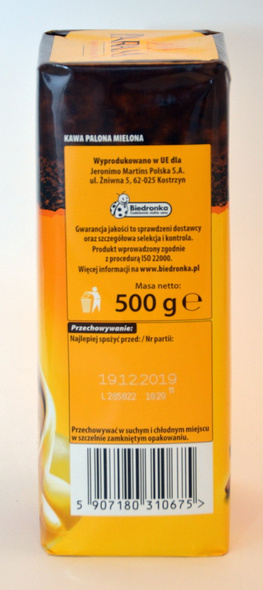 KAWA PALONA MIELONA
Wyprodukowano w UE dla
Jeronimo Martins Polska S.A.
ul. Żniwna 5, 62-025 Kostrzyn
Biedronka
Gwarancja jakości to sprawdzeni dostawcy
oraz szczegółowa selekcja i kontrola.
Produkt wprowadzony zgodnie
z procedurą ISO 22000.
Więcej informacji na www.biedronka.pl
Masa netto:
500 g e
Przechowywanie:
Najlepiej spożyć przed: / Nr partii:
19.12.2019
Przechowywać w suchym i chłodnym miejscu
w szczelnie zamkniętym opakowaniu.
5 907180 310675 >